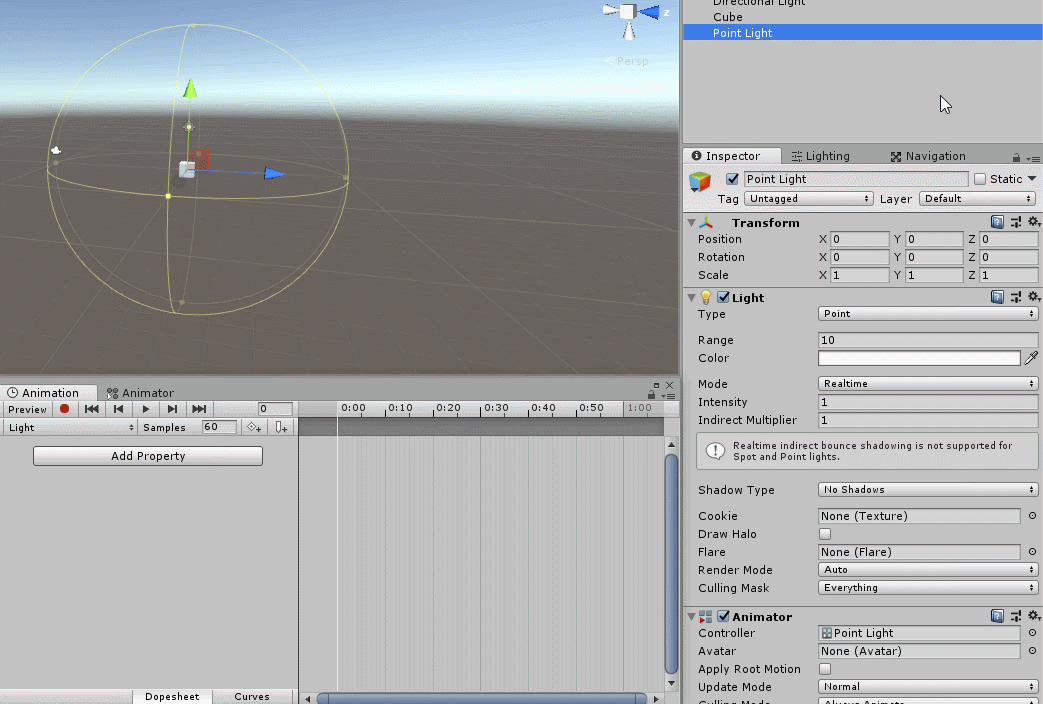 Directional Light
Cube
Point Light
z
< Persp
Inspector
Lighting
Navigation
Point Light
Static
Tag
Untagged
Layer
Default
Transform
Position X 0 Y 0 Z 0
Rotation X 0 Y 0 Z 0
Scale X 1 Y 1 Z 1
Light
Type Point
Range 10
Color
Mode Realtime
Intensity 1
Indirect Multiplier 1
Realtime indirect bounce shadowing is not supported for
Spot and Point lights.
Shadow Type No Shadows
Cookie None (Texture)
Draw Halo
Flare None (Flare)
Render Mode Auto
Culling Mask Everything
Animator
Controller Point Light
Avatar None (Avatar)
Apply Root Motion
Update Mode Normal
Culling Mode Always Animate
Animation
Animator
Preview 0
0:00 0:10 0:20 0:30 0:40 0:50 1:00
Light Samples 60
Add Property
Dopesheet Curves